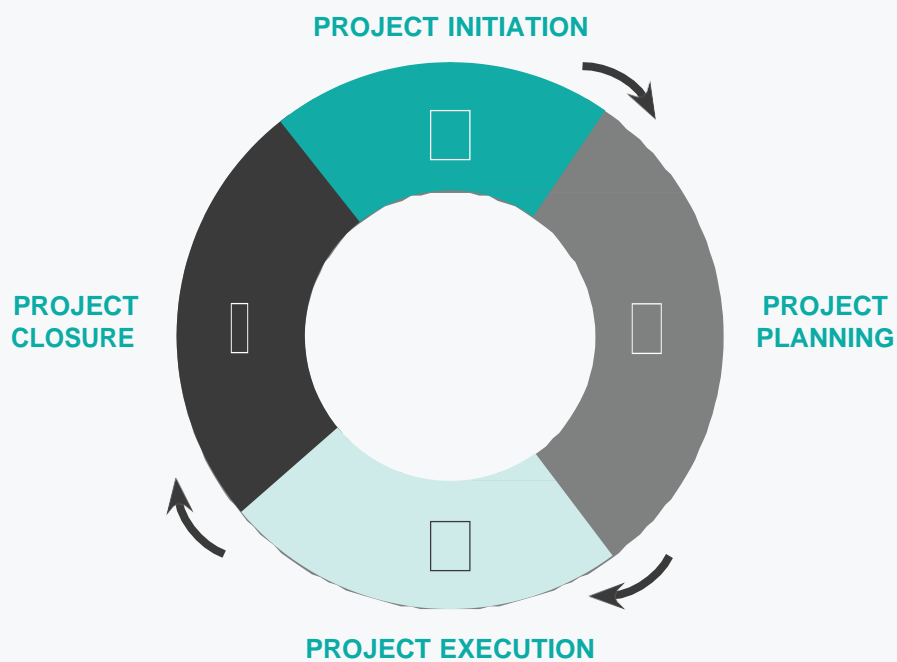 PROJECT INITIATION
PROJECT
PLANNING
PROJECT EXECUTION
PROJECT
CLOSURE